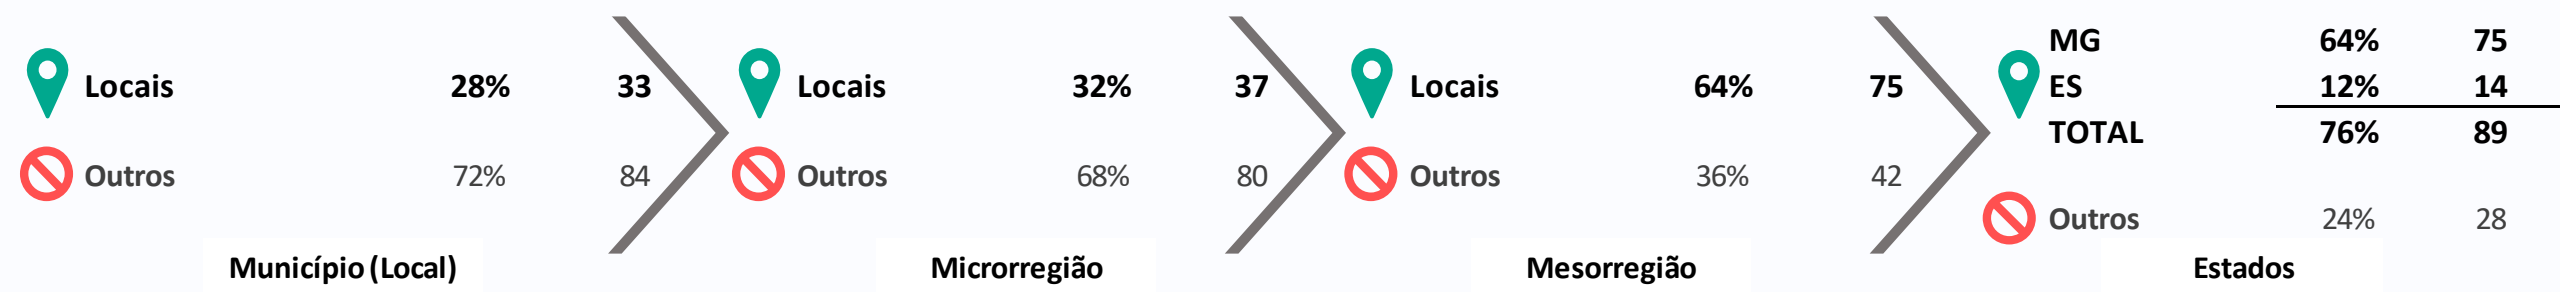 Locais 28% 33
Outros 72% 84
Município (Local)
Locais 32% 37
Outros 68% 80
Microrregião
Locais 64% 75
Outros 36% 42
Mesorregião
MG 64% 75
ES 12% 14
TOTAL 76% 89
Outros 24% 28
Estados